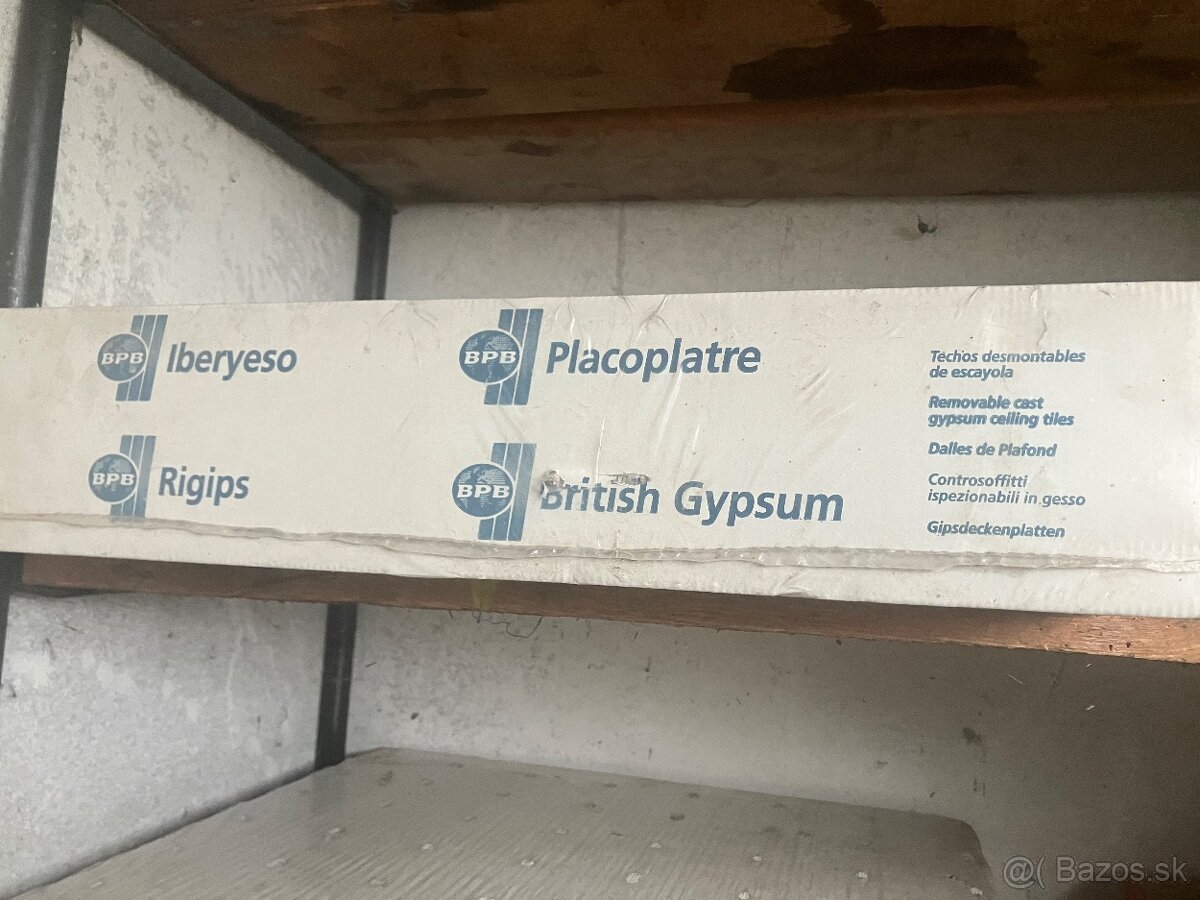 BPB Iberyeso
BPB Placoplatre
BPB Rigips
BPB British Gypsum
Techos desmontables
de escayola
Removable cast
gypsum ceiling tiles
Dalles de Plafond
Controsoffitti
ispezionabili in gesso
Gipsdeckenplatten
@( Bazos.sk